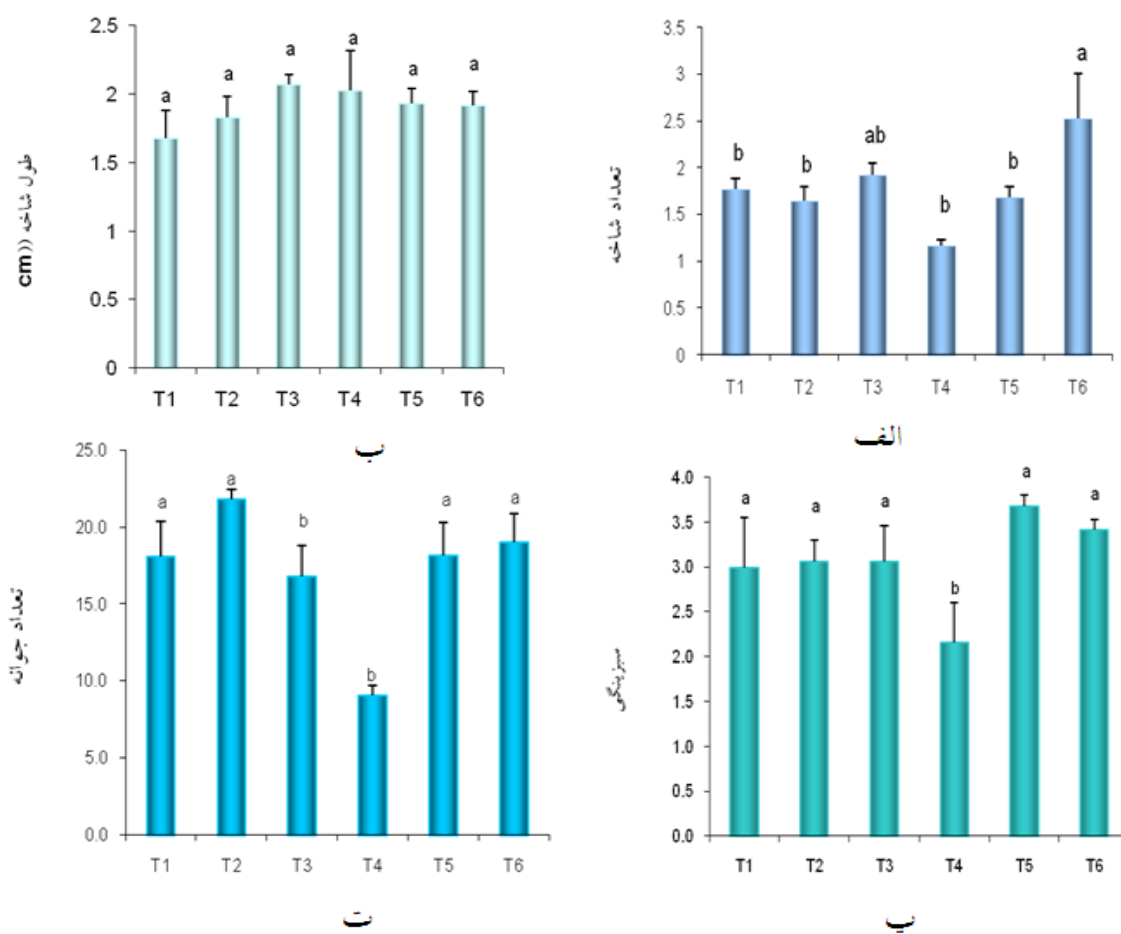 2.5
2
1.5
1
0.5
0
a a a a a a
طول شاخه ((cm
T1 T2 T3 T4 T5 T6
ب
3.5
3
2.5
2
1.5
1
0.5
0
b b ab b b a
تعداد شاخه
T1 T2 T3 T4 T5 T6
الف
25.0
20.0
15.0
10.0
5.0
0.0
a a b b a a
تعداد جوانه
T1 T2 T3 T4 T5 T6
ت
4.0
3.5
3.0
2.5
2.0
1.5
1.0
0.5
0.0
a a a b a a
سبزینگی
T1 T2 T3 T4 T5 T6
پ